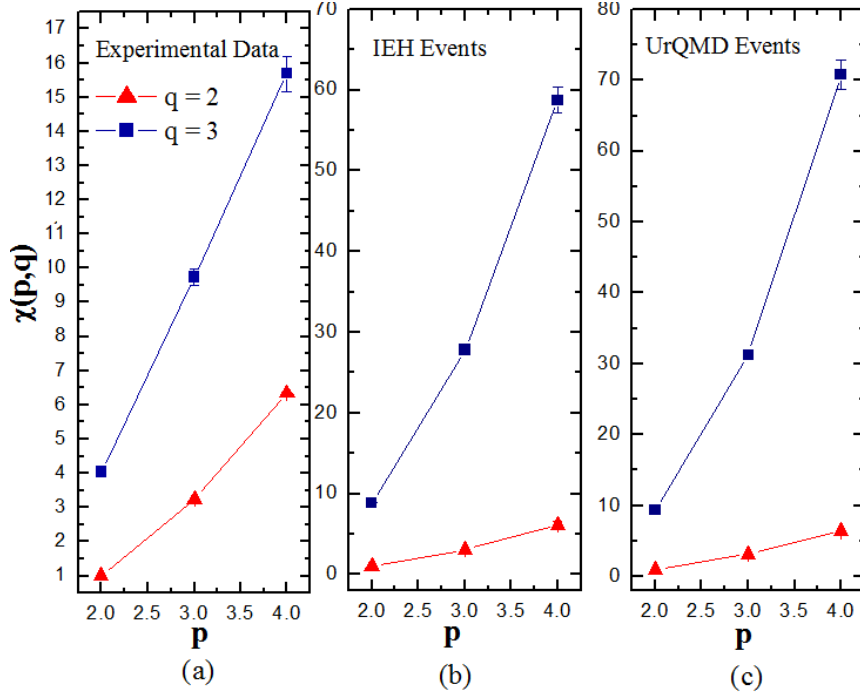 Experimental Data
q = 2
q = 3
χ(p,q)
17
16
15
14
13
12
11
10
9
8
7
6
5
4
3
2
1
2.0 2.5 3.0 3.5 4.0
p
(a)
IEH Events
70
60
50
40
30
20
10
0
2.0 2.5 3.0 3.5 4.0
p
(b)
UrQMD Events
80
70
60
50
40
30
20
10
0
2.0 2.5 3.0 3.5 4.0
p
(c)